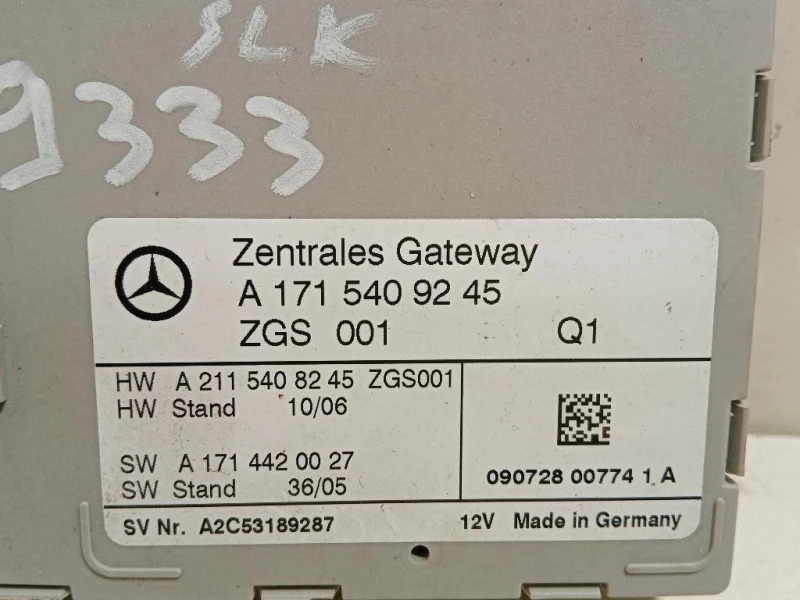 SLK
9333
Zentrales Gateway
A 171 540 92 45
ZGS 001 Q1
HW A 211 540 82 45 ZGS001
HW Stand 10/06
SW A 171 442 00 27
SW Stand 36/05
090728 00774 1 A
SV Nr. A2C53189287 12V Made in Germany